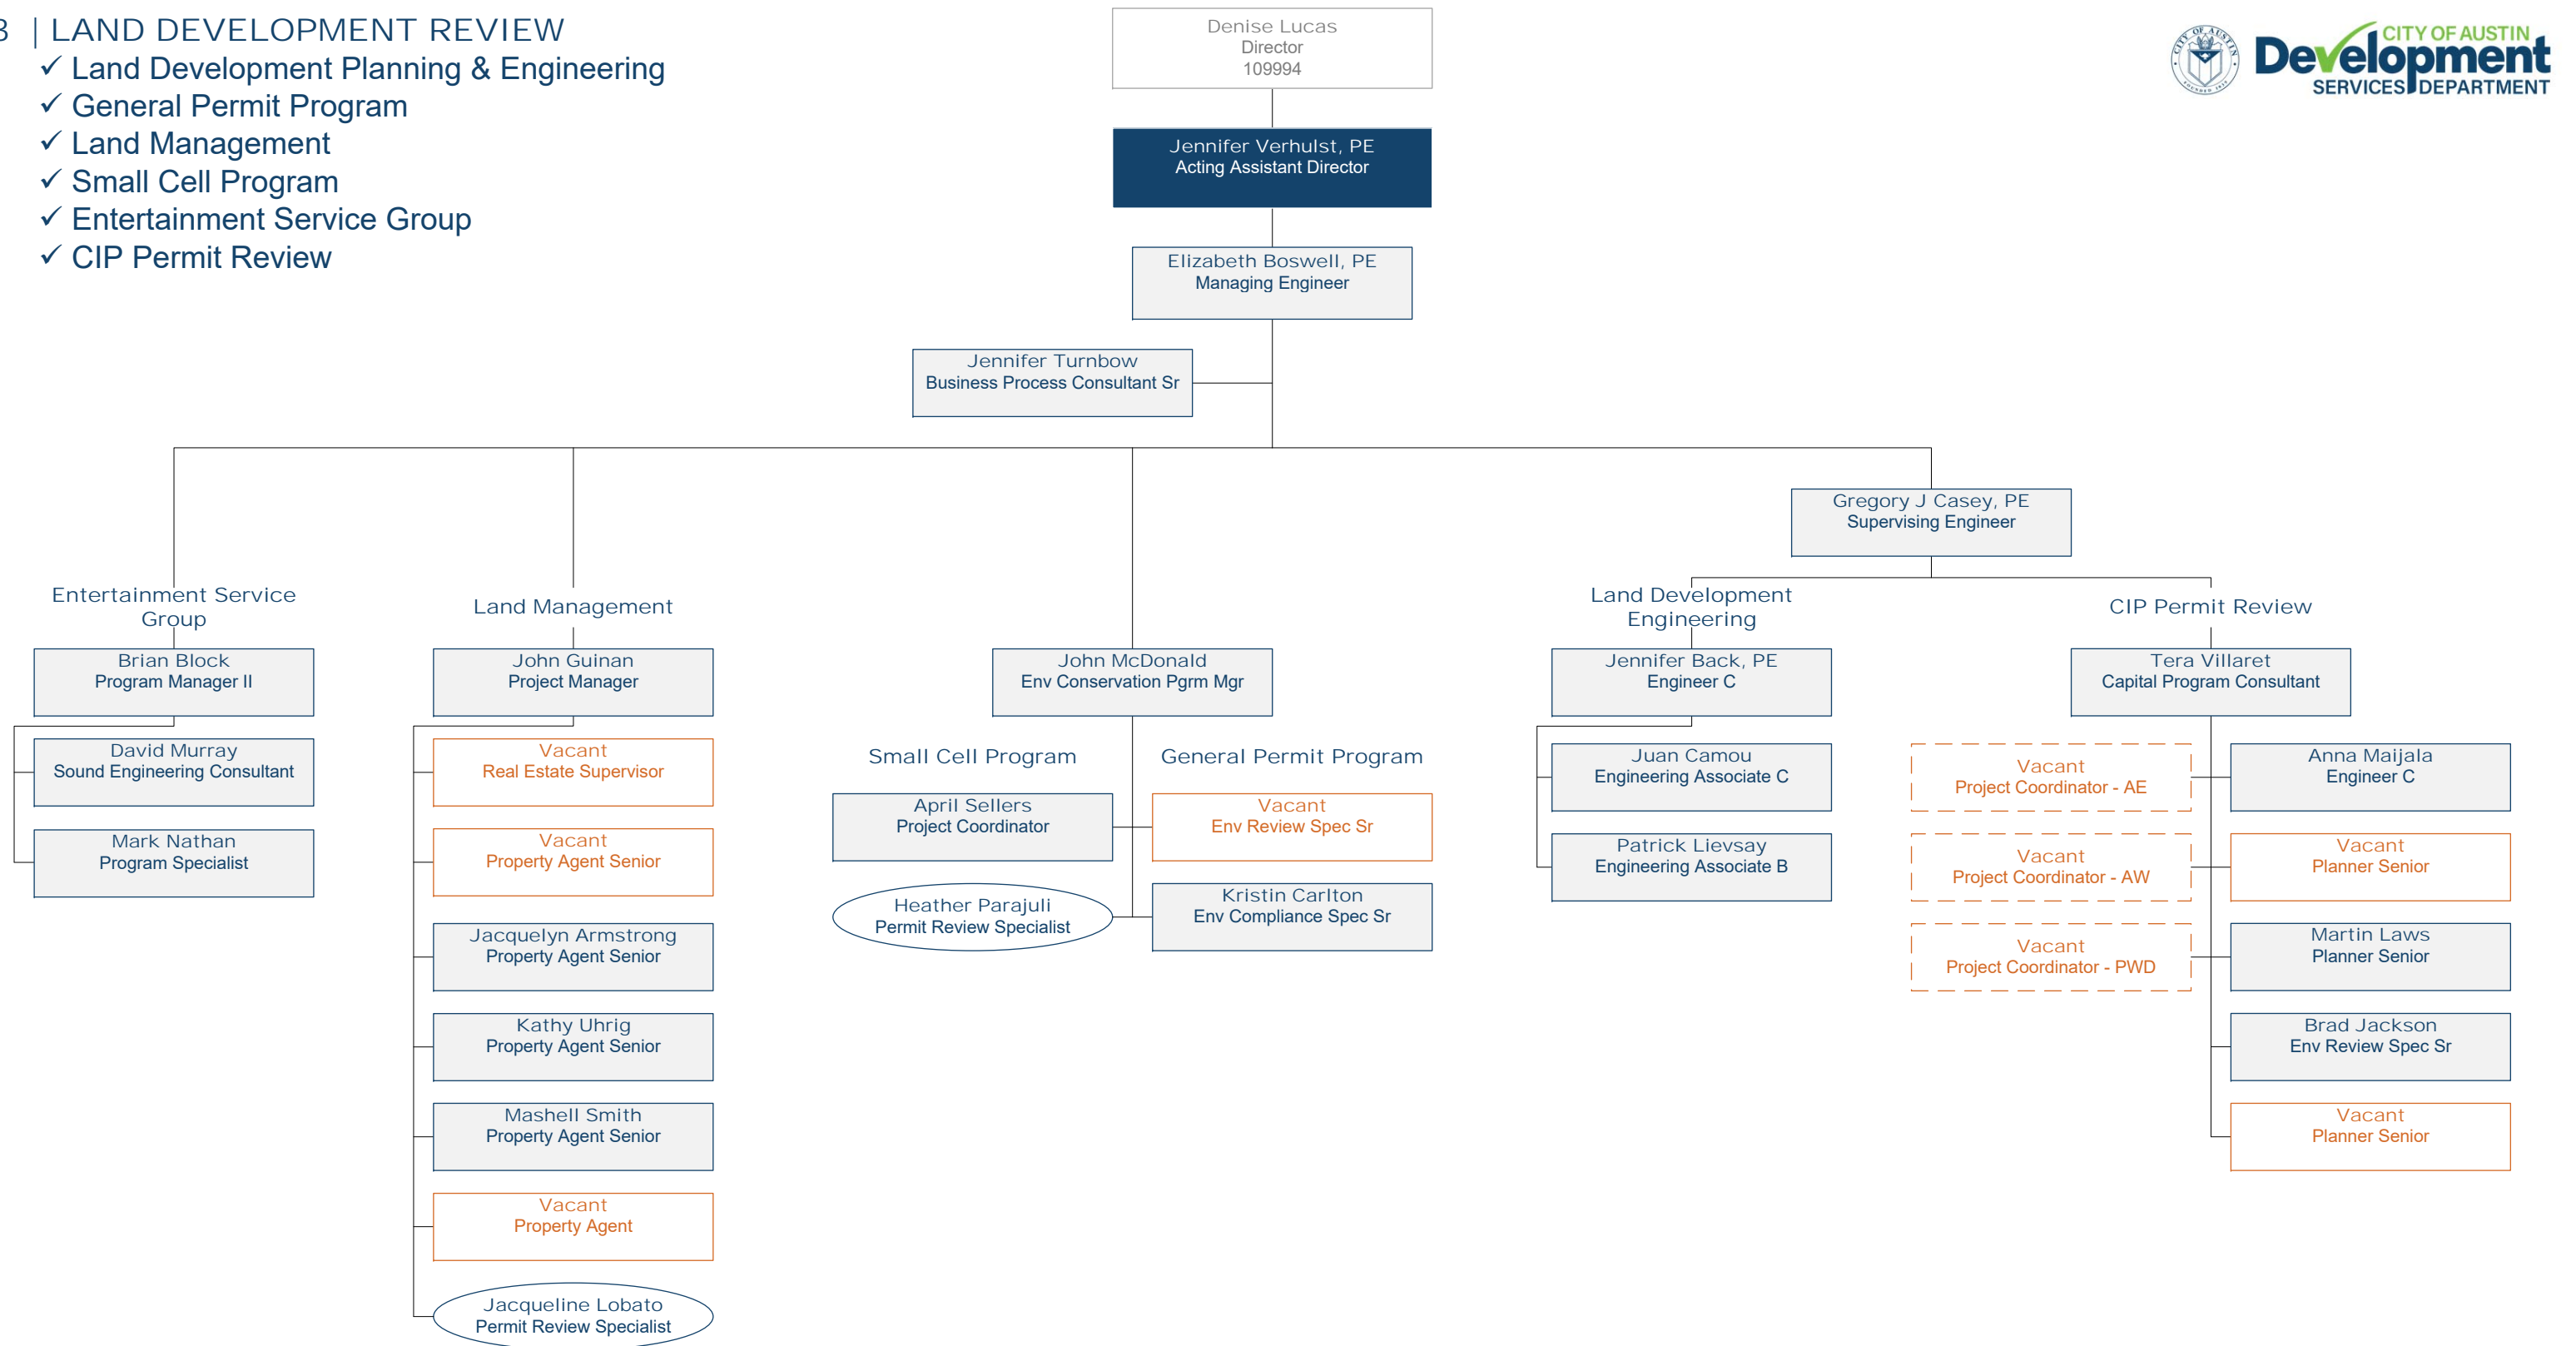 3 | LAND DEVELOPMENT REVIEW
✓ Land Development Planning & Engineering
✓ General Permit Program
✓ Land Management
✓ Small Cell Program
✓ Entertainment Service Group
✓ CIP Permit Review
Denise Lucas
Director
109994
CITY OF AUSTIN
FOUNDED 1839
CITY OF AUSTIN
Development
SERVICES DEPARTMENT
Jennifer Verhulst, PE
Acting Assistant Director
Elizabeth Boswell, PE
Managing Engineer
Jennifer Turnbow
Business Process Consultant Sr
Gregory J Casey, PE
Supervising Engineer
Entertainment Service
Group
Brian Block
Program Manager II
David Murray
Sound Engineering Consultant
Mark Nathan
Program Specialist
Land Management
John Guinan
Project Manager
Vacant
Real Estate Supervisor
Vacant
Property Agent Senior
Jacquelyn Armstrong
Property Agent Senior
Kathy Uhrig
Property Agent Senior
Mashell Smith
Property Agent Senior
Vacant
Property Agent
Jacqueline Lobato
Permit Review Specialist
John McDonald
Env Conservation Pgrm Mgr
Small Cell Program
April Sellers
Project Coordinator
Heather Parajuli
Permit Review Specialist
General Permit Program
Vacant
Env Review Spec Sr
Kristin Carlton
Env Compliance Spec Sr
Land Development
Engineering
Jennifer Back, PE
Engineer C
Juan Camou
Engineering Associate C
Patrick Lievsay
Engineering Associate B
CIP Permit Review
Tera Villaret
Capital Program Consultant
Vacant
Project Coordinator - AE
Vacant
Project Coordinator - AW
Vacant
Project Coordinator - PWD
Anna Maijala
Engineer C
Vacant
Planner Senior
Martin Laws
Planner Senior
Brad Jackson
Env Review Spec Sr
Vacant
Planner Senior